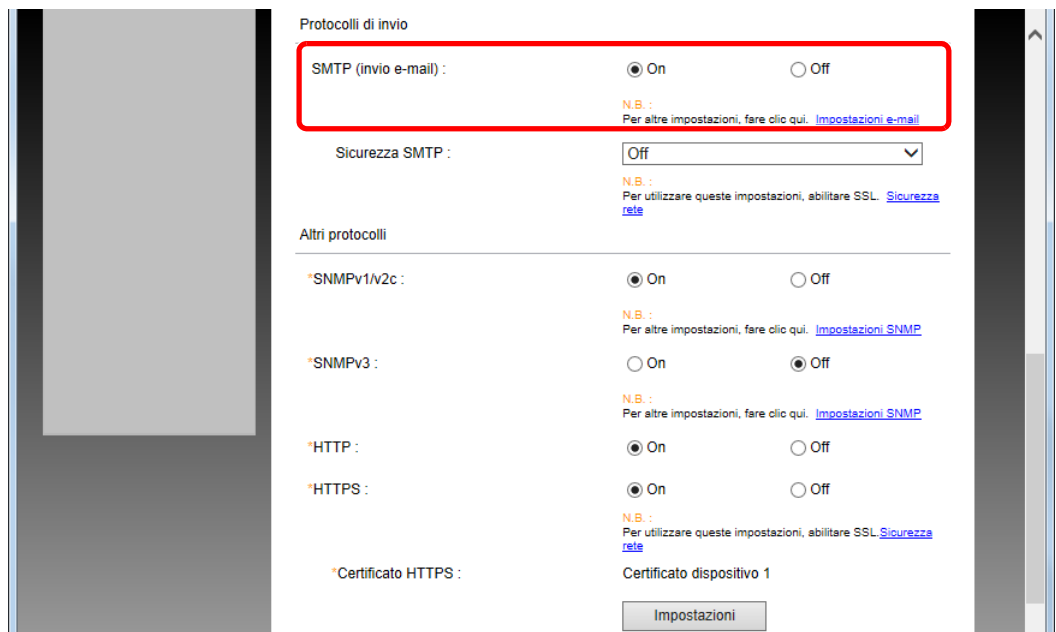 Protocolli di invio
SMTP (invio e-mail) : On Off
N.B. :
Per altre impostazioni, fare clic qui. Impostazioni e-mail
Sicurezza SMTP : Off
N.B. :
Per utilizzare queste impostazioni, abilitare SSL. Sicurezza
rete
Altri protocolli
*SNMPv1/v2c : On Off
N.B. :
Per altre impostazioni, fare clic qui. Impostazioni SNMP
*SNMPv3 : On Off
N.B. :
Per altre impostazioni, fare clic qui. Impostazioni SNMP
*HTTP : On Off
*HTTPS : On Off
N.B. :
Per utilizzare queste impostazioni, abilitare SSL.Sicurezza
rete
*Certificato HTTPS : Certificato dispositivo 1
Impostazioni